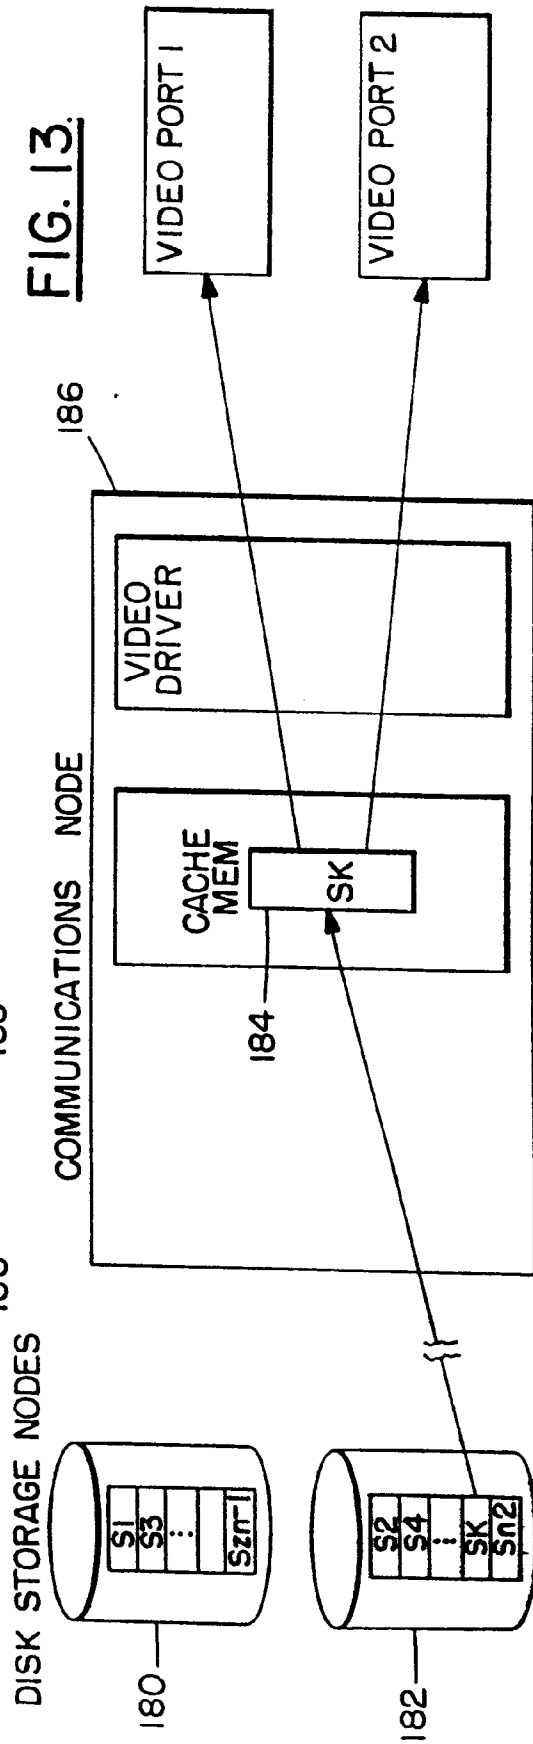 FIG. 13.
DISK STORAGE NODES
180
S1
S3
⋮
Szn-1
182
S2
S4
⋮
SK
Sn2
COMMUNICATIONS NODE
186
184
CACHE
MEM
SK
VIDEO
DRIVER
VIDEO PORT 1
VIDEO PORT 2